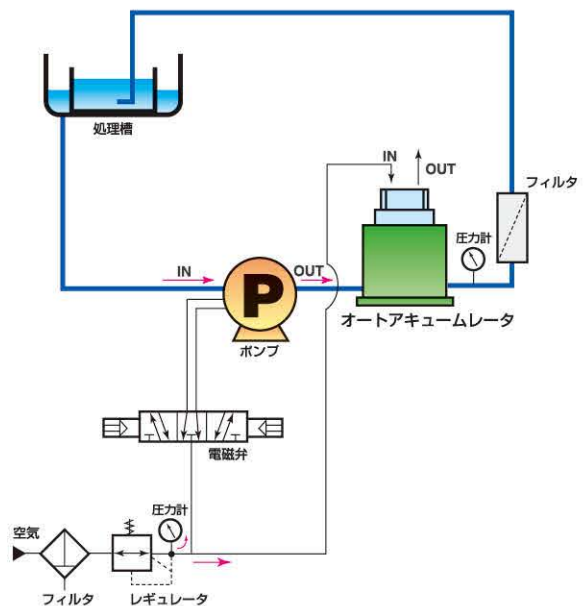 処理槽
IN
OUT
フィルタ
圧力計
IN
OUT
P
オートアキュームレータ
ポンプ
電磁弁
圧力計
空気
フィルタ
レギュレータ